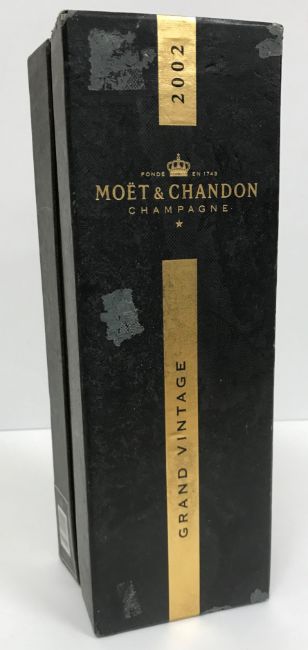 2002
FONDÉ EN 1743
MOËT & CHANDON
CHAMPAGNE
GRAND VINTAGE